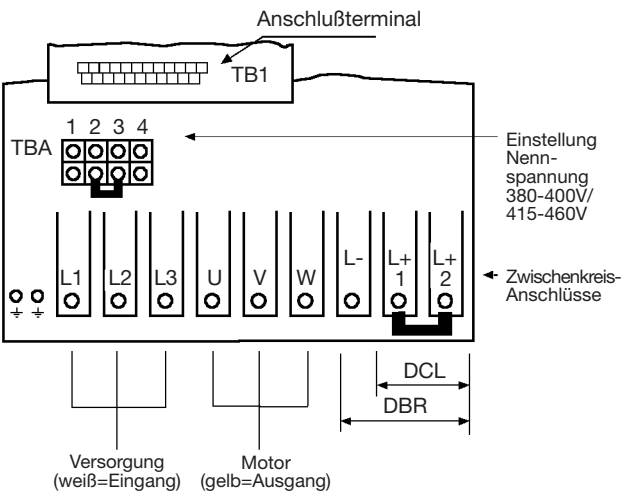 Anschlußterminal
TB1
1 2 3 4
TBA
Einstellung
Nenn-
spannung
380-400V/
415-460V
L1 L2 L3 U V W L- L+ 1 L+ 2
Zwischenkreis-
Anschlüsse
DCL
DBR
Versorgung
(weiß=Eingang)
Motor
(gelb=Ausgang)